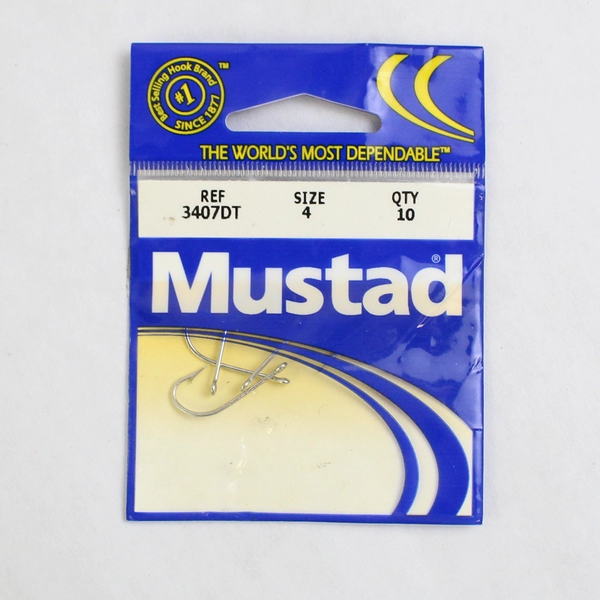 Best Selling Hook Brand
#1
SINCE 1877
™
THE WORLD'S MOST DEPENDABLE™
REF SIZE QTY
3407DT 4 10
Mustad®